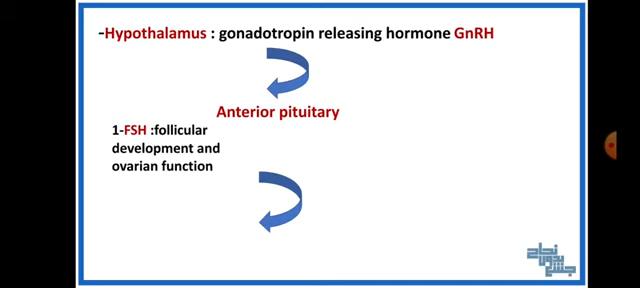 -Hypothalamus : gonadotropin releasing hormone GnRH
Anterior pituitary
1-FSH :follicular
development and
ovarian function